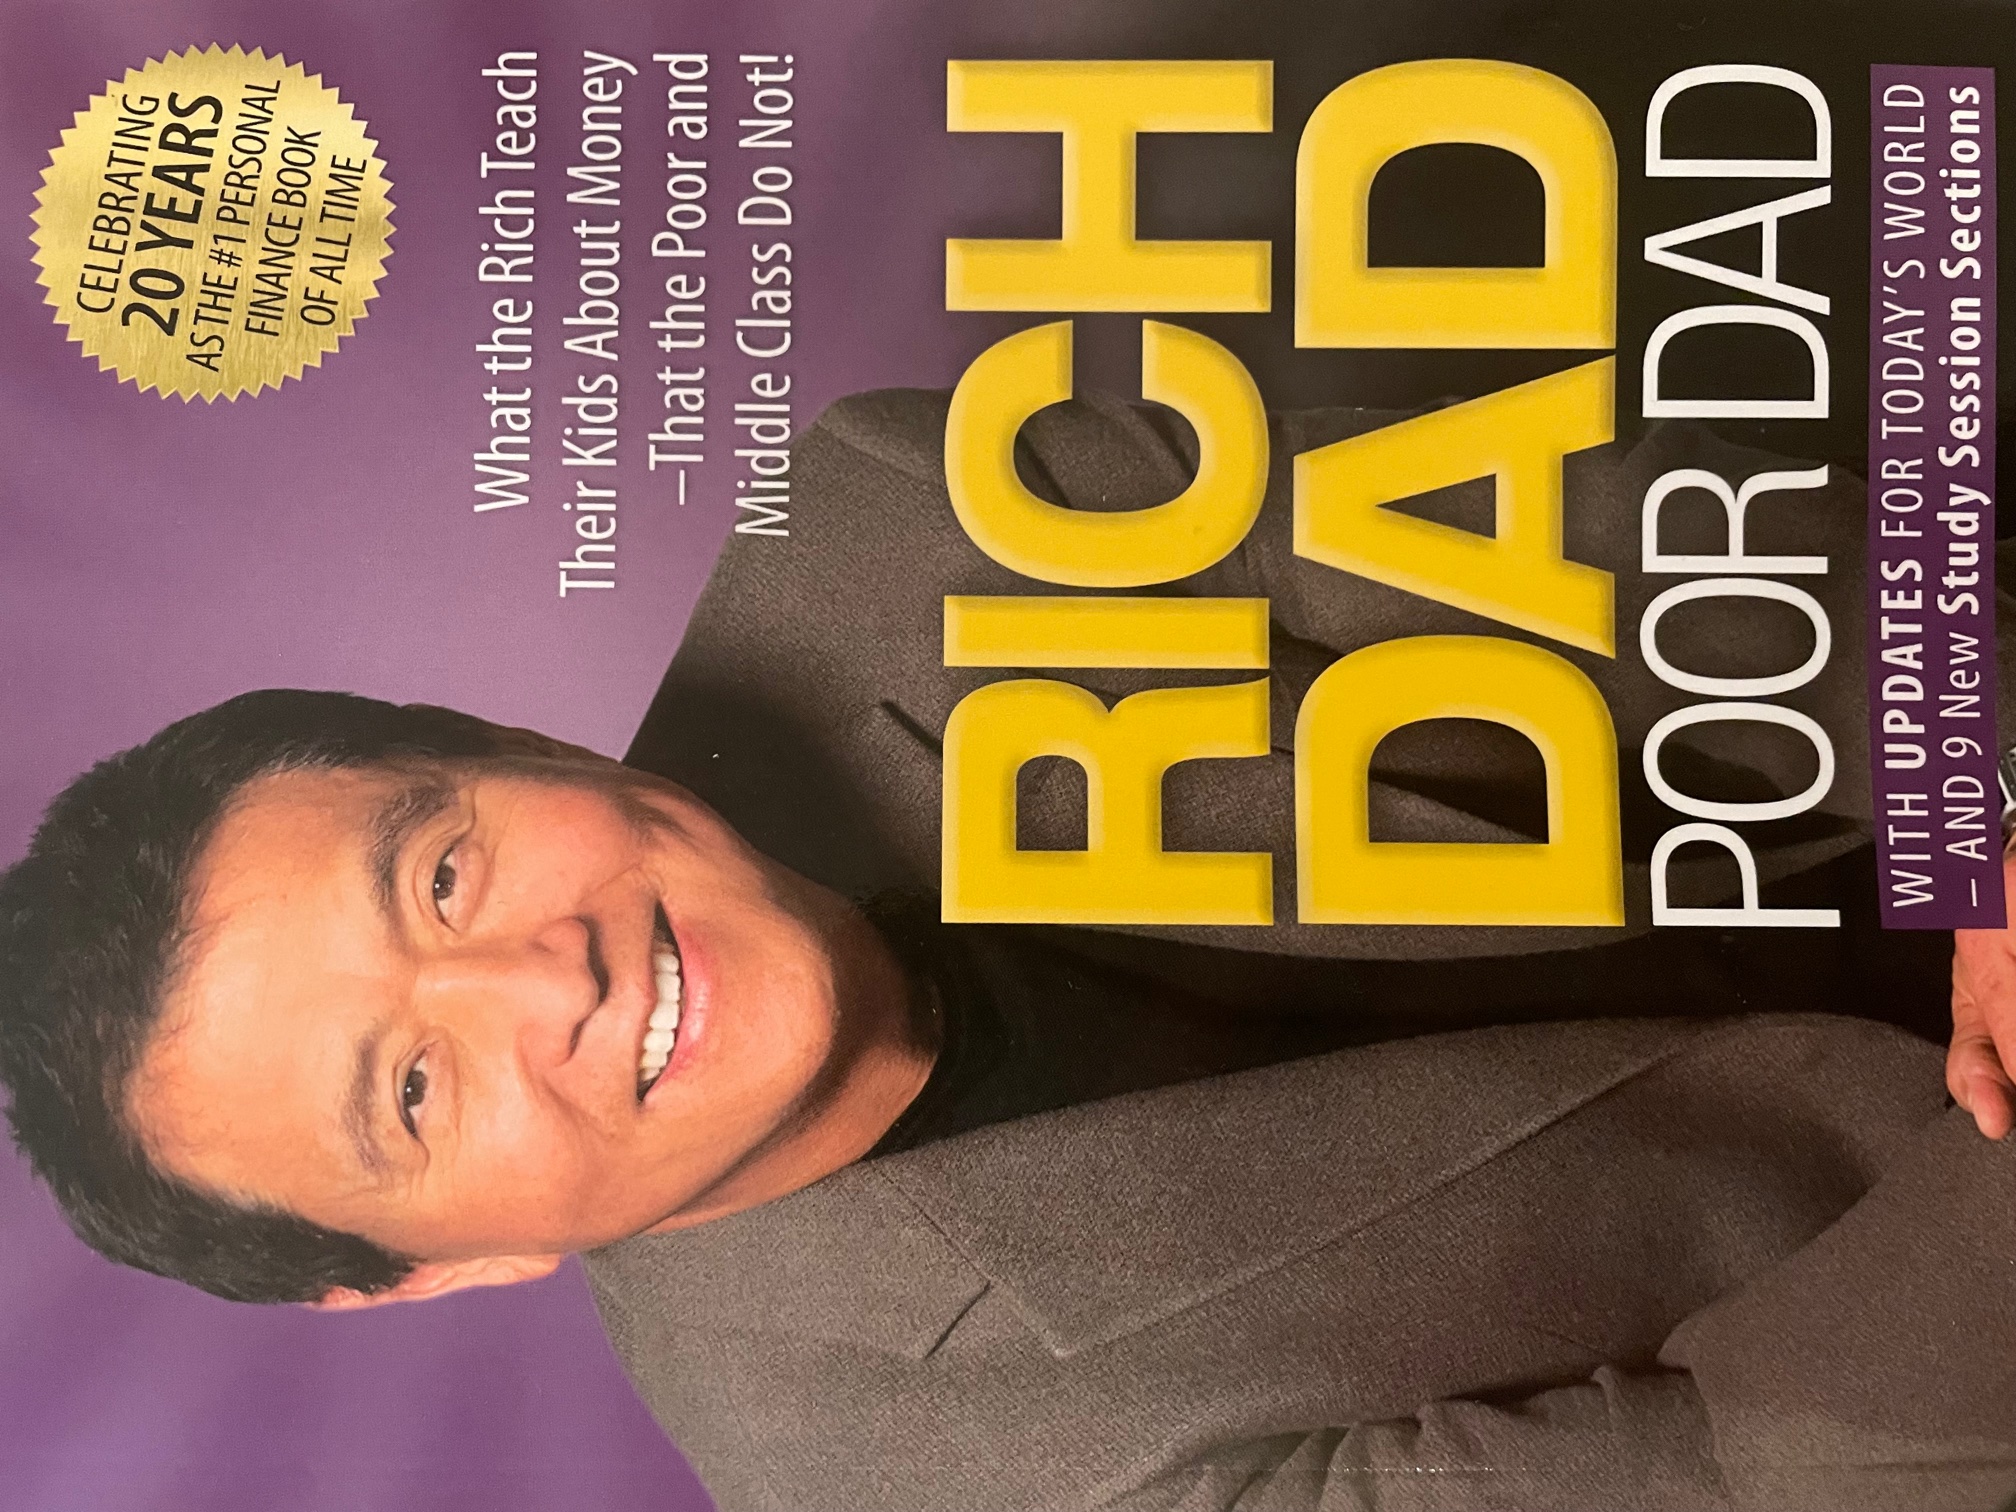 CELEBRATING
20 YEARS
AS THE #1 PERSONAL
FINANCE BOOK
OF ALL TIME
What the Rich Teach
Their Kids About Money
–That the Poor and
Middle Class Do Not!
RICH
DAD
POOR DAD
WITH UPDATES FOR TODAY'S WORLD
– AND 9 New Study Session Sections